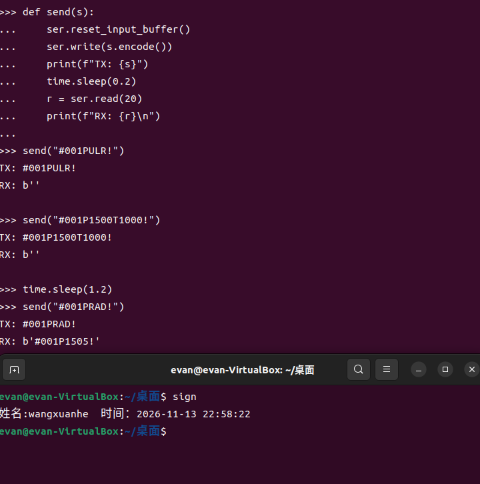 >>> def send(s):
...     ser.reset_input_buffer()
...     ser.write(s.encode())
...     print(f"TX: {s}")
...     time.sleep(0.2)
...     r = ser.read(20)
...     print(f"RX: {r}\n")
...
>>> send("#001PULR!")
TX: #001PULR!
RX: b''
>>> send("#001P1500T1000!")
TX: #001P1500T1000!
RX: b''
>>> time.sleep(1.2)
>>> send("#001PRAD!")
TX: #001PRAD!
RX: b'#001P1505!'
evan@evan-VirtualBox: ~/桌面
evan@evan-VirtualBox:~/桌面$ sign
姓名:wangxuanhe  时间: 2026-11-13 22:58:22
evan@evan-VirtualBox:~/桌面$